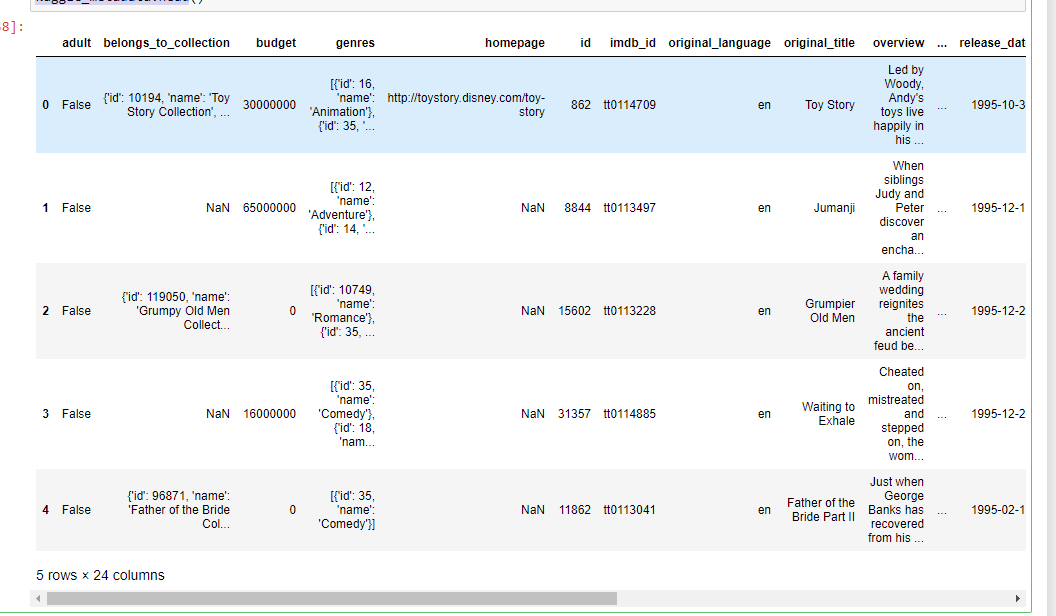 8]:
adult belongs_to_collection budget genres homepage id imdb_id original_language original_title overview ... release_dat
0 False {'id': 10194, 'name': 'Toy Story Collection', ... 30000000 [{'id': 16, 'name': 'Animation'}, {'id': 35, '... http://toystory.disney.com/toy-story 862 tt0114709 en Toy Story Led by Woody, Andy's toys live happily in his ... ... 1995-10-3
1 False NaN 65000000 [{'id': 12, 'name': 'Adventure'}, {'id': 14, '... NaN 8844 tt0113497 en Jumanji When siblings Judy and Peter discover an encha... ... 1995-12-1
2 False {'id': 119050, 'name': 'Grumpy Old Men Collect... 0 [{'id': 10749, 'name': 'Romance'}, {'id': 35, ... NaN 15602 tt0113228 en Grumpier Old Men A family wedding reignites the ancient feud be... ... 1995-12-2
3 False NaN 16000000 [{'id': 35, 'name': 'Comedy'}, {'id': 18, 'nam... NaN 31357 tt0114885 en Waiting to Exhale Cheated on, mistreated and stepped on, the wom... ... 1995-12-2
4 False {'id': 96871, 'name': 'Father of the Bride Col... 0 [{'id': 35, 'name': 'Comedy'}] NaN 11862 tt0113041 en Father of the Bride Part II Just when George Banks has recovered from his ... ... 1995-02-1
5 rows × 24 columns